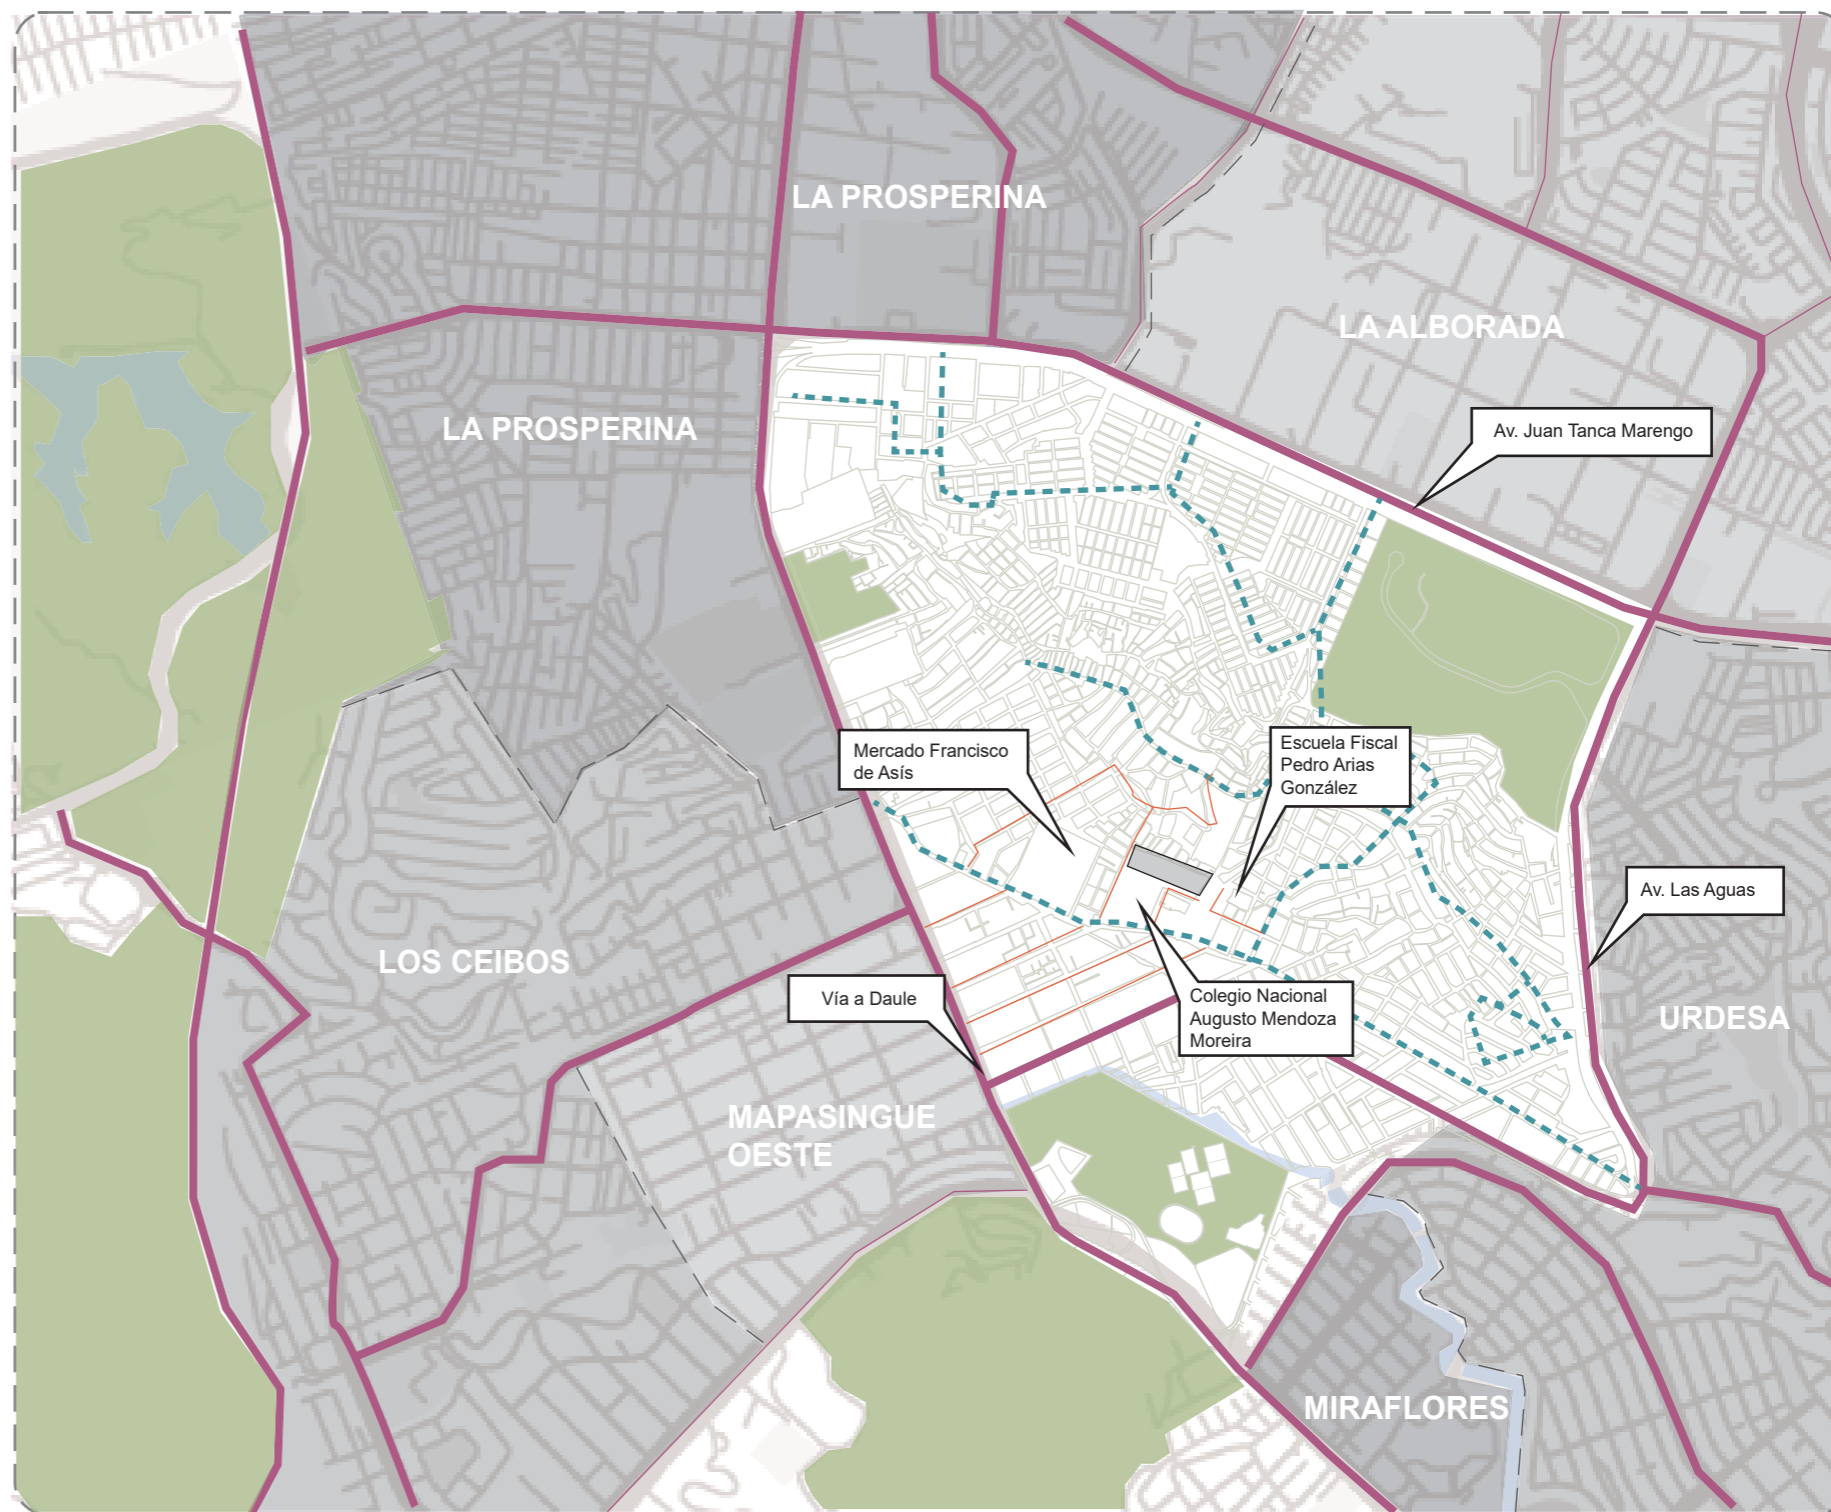 LA PROSPERINA
LA ALBORADA
LA PROSPERINA
Av. Juan Tanca Marengo
Mercado Francisco
de Asís
Escuela Fiscal
Pedro Arias
González
Av. Las Aguas
LOS CEIBOS
Vía a Daule
Colegio Nacional
Augusto Mendoza
Moreira
URDESA
MAPASINGUE
OESTE
MIRAFLORES